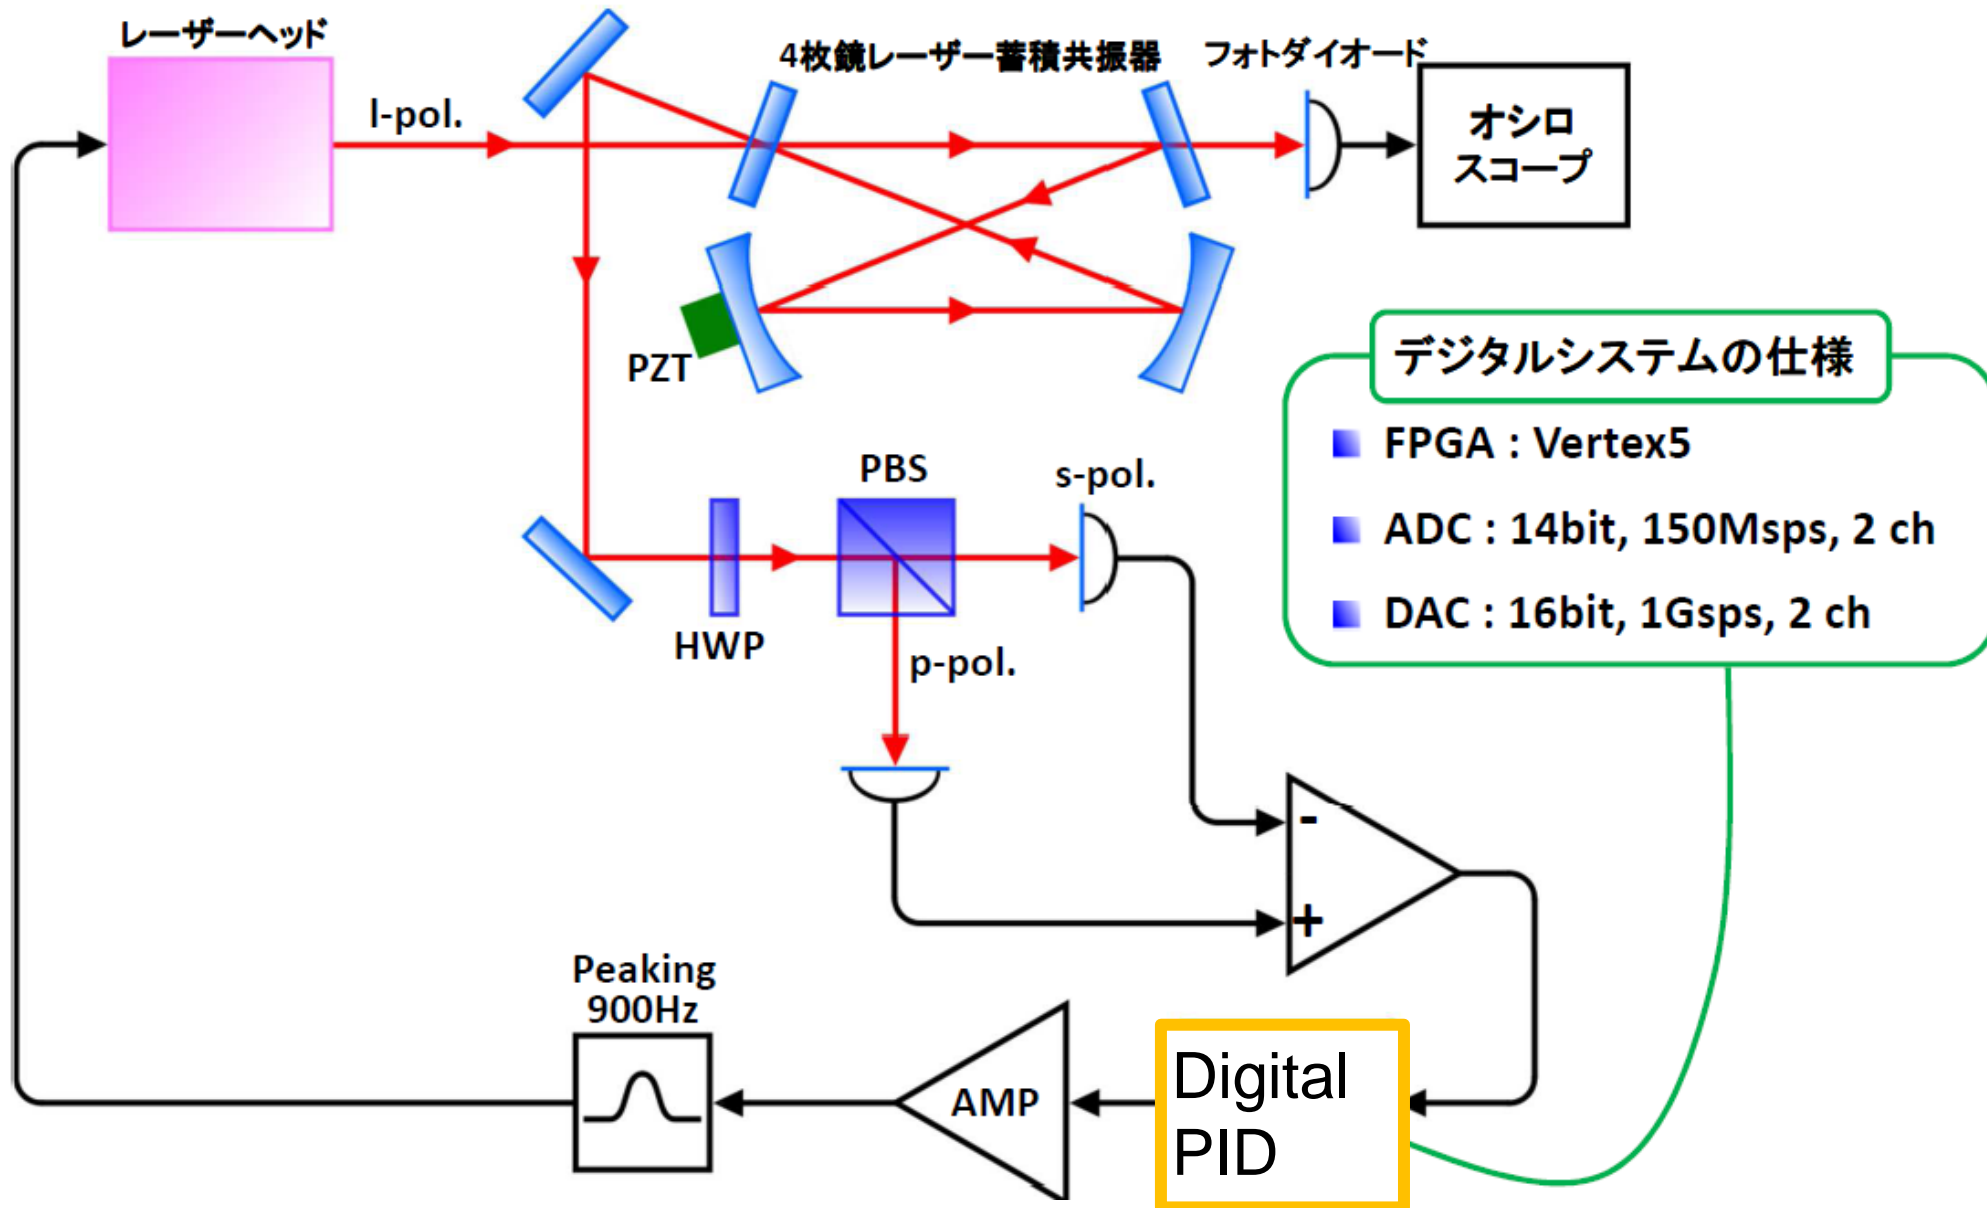 レーザーヘッド
4枚鏡レーザー蓄積共振器
フォトダイオード
l-pol.
オシロ
スコープ
PZT
デジタルシステムの仕様
FPGA : Vertex5
ADC : 14bit, 150Msps, 2 ch
DAC : 16bit, 1Gsps, 2 ch
PBS
s-pol.
HWP
p-pol.
-
+
Peaking
900Hz
AMP
Digital
PID